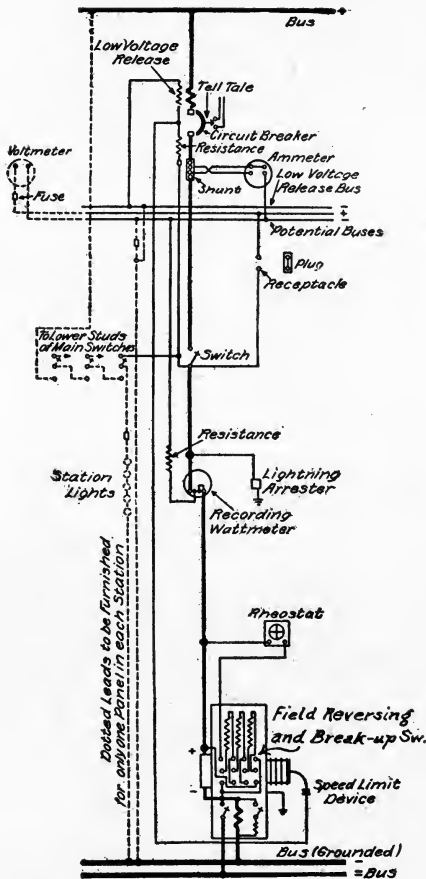 Bus +
Low Voltage
Release
Tell Tale
Circuit Breaker
Resistance
Voltmeter
Ammeter
Fuse
Shunt
Low Voltage
Release Bus
+
−
Potential Buses
Plug
Receptacle
To Lower Studs
of Main Switches
Switch
Resistance
Station
Lights
Lightning
Arrester
Recording
Wattmeter
Dotted Leads to be Furnished
for only one Panel in each Station
Rheostat
Field Reversing
and Break-up Sw.
+
−
Speed Limit
Device
Bus (Grounded) −
= Bus